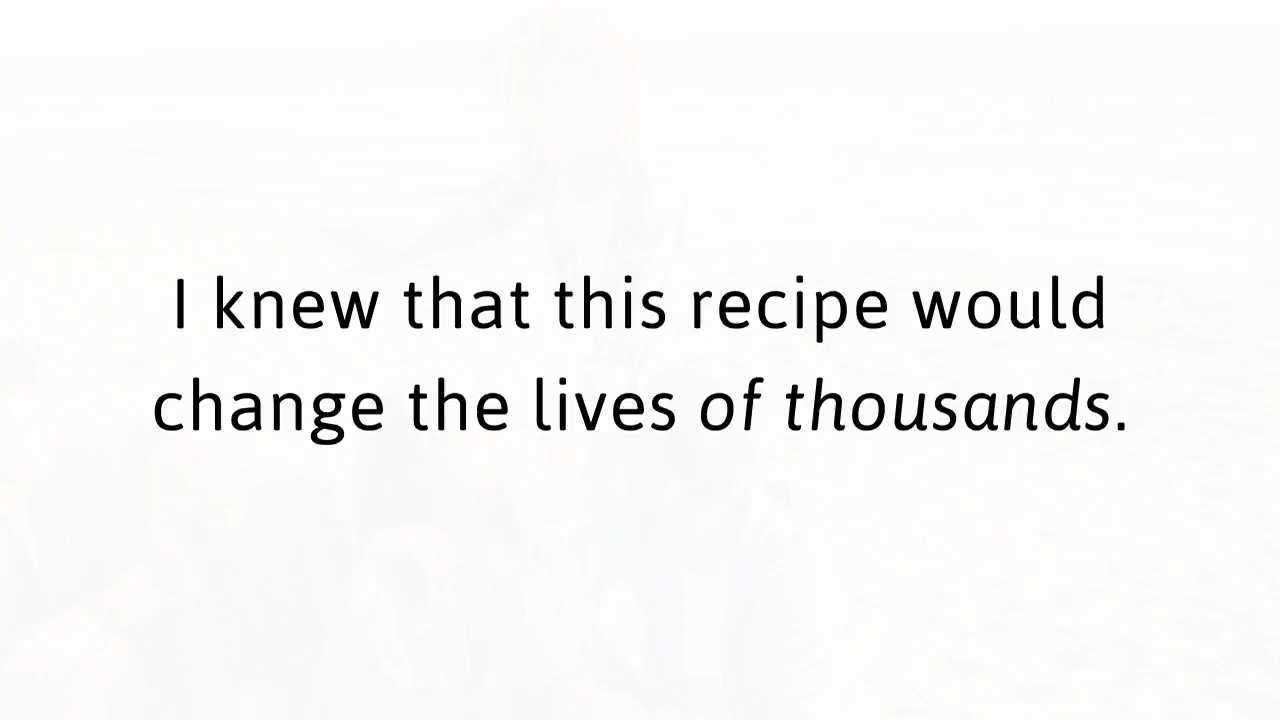 I knew that this recipe would
change the lives of thousands.